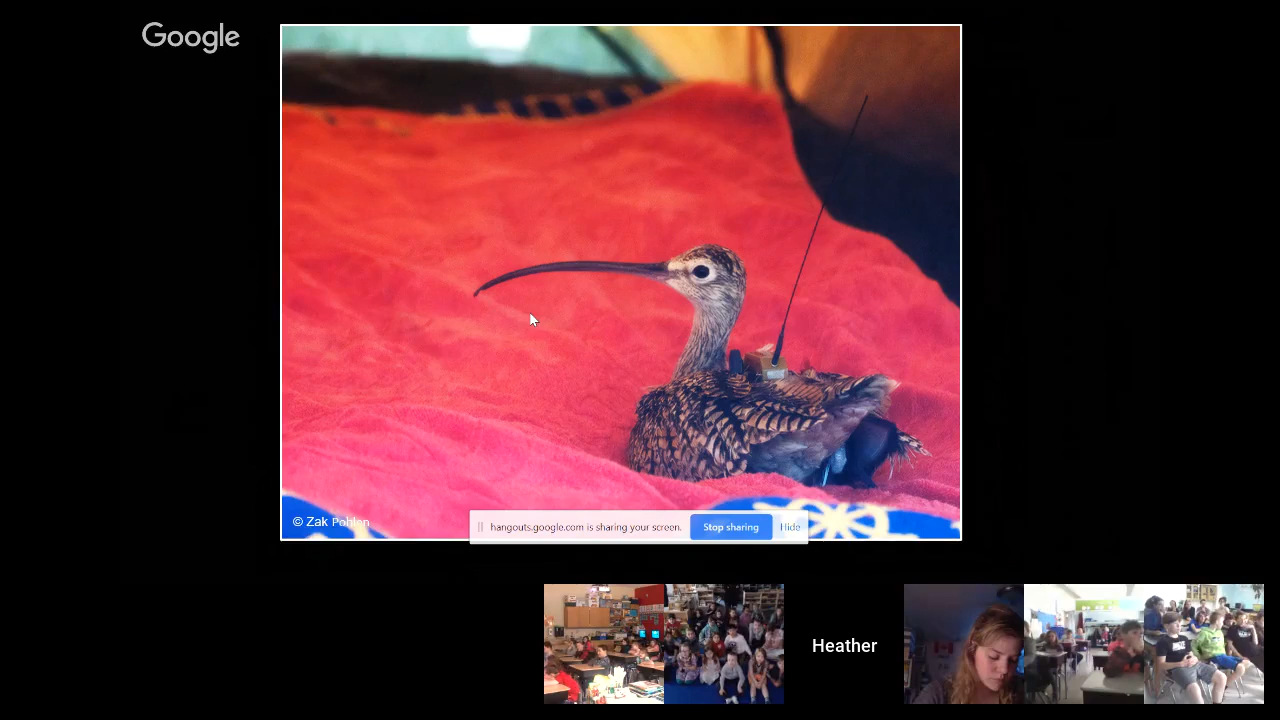 Google
© Zak Pohlen
hangouts.google.com is sharing your screen.
Stop sharing
Hide
Heather